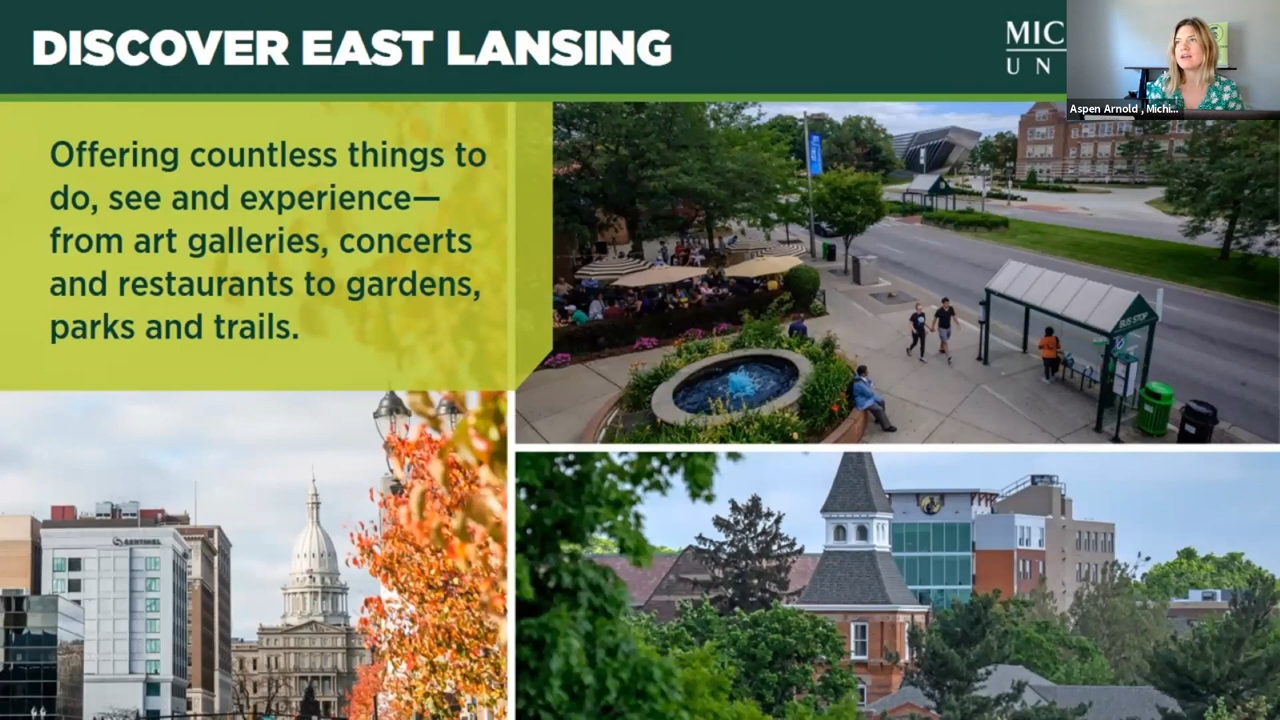 DISCOVER EAST LANSING
MIC
UN
Aspen Arnold , Michi...
Offering countless things to
do, see and experience—
from art galleries, concerts
and restaurants to gardens,
parks and trails.
BUS STOP
SENTINEL